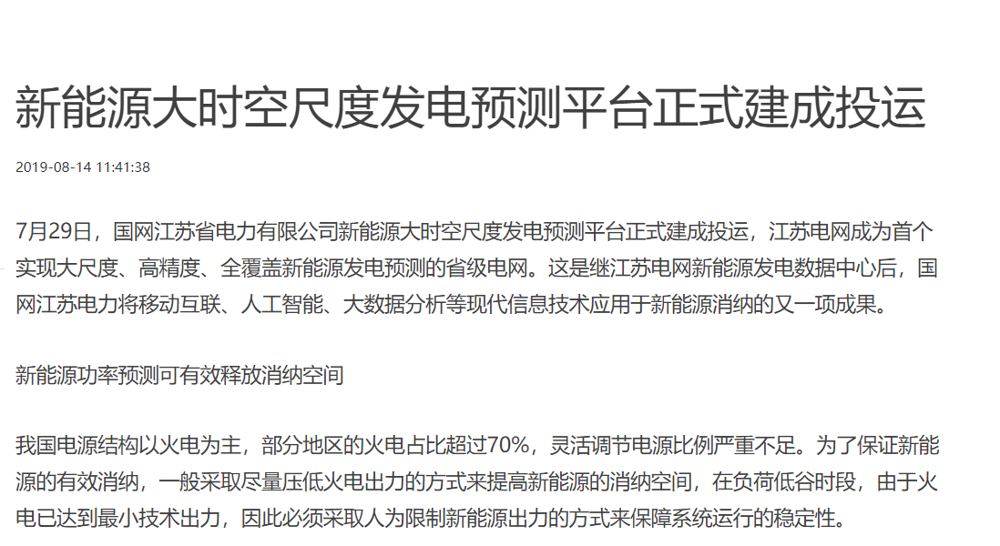 新能源大时空尺度发电预测平台正式建成投运
2019-08-14 11:41:38
7月29日，国网江苏省电力有限公司新能源大时空尺度发电预测平台正式建成投运，江苏电网成为首个
实现大尺度、高精度、全覆盖新能源发电预测的省级电网。这是继江苏电网新能源发电数据中心后，国
网江苏电力将移动互联、人工智能、大数据分析等现代信息技术应用于新能源消纳的又一项成果。
新能源功率预测可有效释放消纳空间
我国电源结构以火电为主，部分地区的火电占比超过70%，灵活调节电源比例严重不足。为了保证新能
源的有效消纳，一般采取尽量压低火电出力的方式来提高新能源的消纳空间，在负荷低谷时段，由于火
电已达到最小技术出力，因此必须采取人为限制新能源出力的方式来保障系统运行的稳定性。